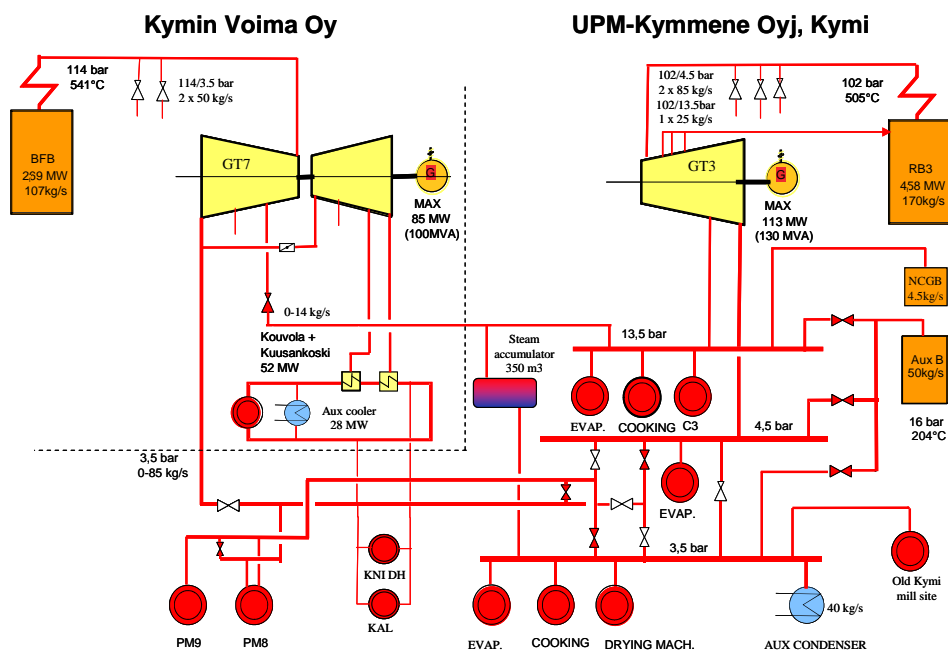 Kymin Voima Oy
UPM-Kymmene Oyj, Kymi
114 bar
541°C
114/3.5 bar
2 x 50 kg/s
102/4.5 bar
2 x 85 kg/s
102/13.5bar
1 x 25 kg/s
102 bar
505°C
BFB
269 MW
107kg/s
GT7
G
MAX
85 MW
(100MVA)
GT3
G
MAX
113 MW
(130 MVA)
RB3
458 MW
170kg/s
NCGB
4.5kg/s
0-14 kg/s
Kouvola +
Kuusankoski
52 MW
Steam
accumulator
350 m3
13,5 bar
Aux B
50kg/s
Aux cooler
28 MW
EVAP.
COOKING
C3
4,5 bar
16 bar
204°C
3,5 bar
0-85 kg/s
EVAP.
3,5 bar
KNI DH
Old Kymi
mill site
40 kg/s
KAL
PM9
PM8
EVAP.
COOKING
DRYING MACH.
AUX CONDENSER